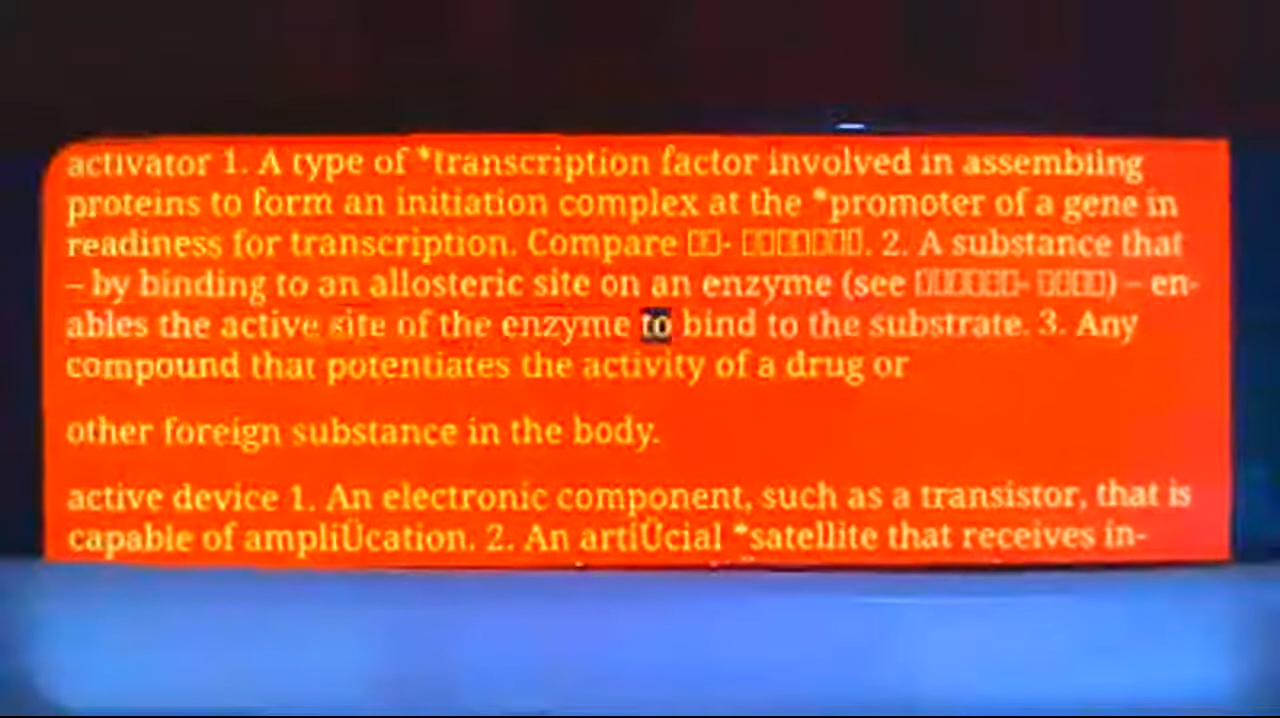 activator 1. A type of *transcription factor involved in assembling
proteins to form an initiation complex at the *promoter of a gene in
readiness for transcription. Compare □□- □□□□□□□. 2. A substance that
– by binding to an allosteric site on an enzyme (see □□□□□□- □□□□) – en-
ables the active site of the enzyme to bind to the substrate. 3. Any
compound that potentiates the activity of a drug or
other foreign substance in the body.
active device 1. An electronic component, such as a transistor, that is
capable of ampliÜcation. 2. An artiÜcial *satellite that receives in-